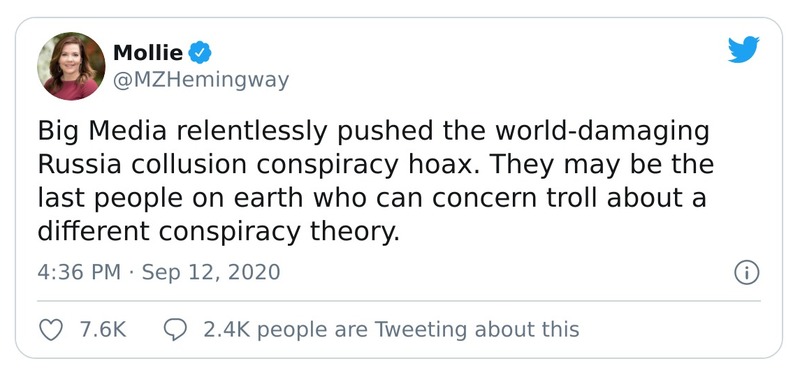 Mollie
@MZHemingway
Big Media relentlessly pushed the world-damaging
Russia collusion conspiracy hoax. They may be the
last people on earth who can concern troll about a
different conspiracy theory.
4:36 PM · Sep 12, 2020
7.6K 2.4K people are Tweeting about this